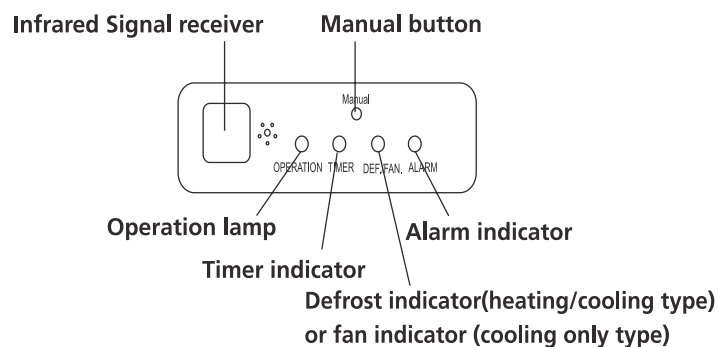 Infrared Signal receiver
Manual button
Manual
OPERATION TIMER DEF./FAN. ALARM
Operation lamp
Alarm indicator
Timer indicator
Defrost indicator(heating/cooling type)
or fan indicator (cooling only type)